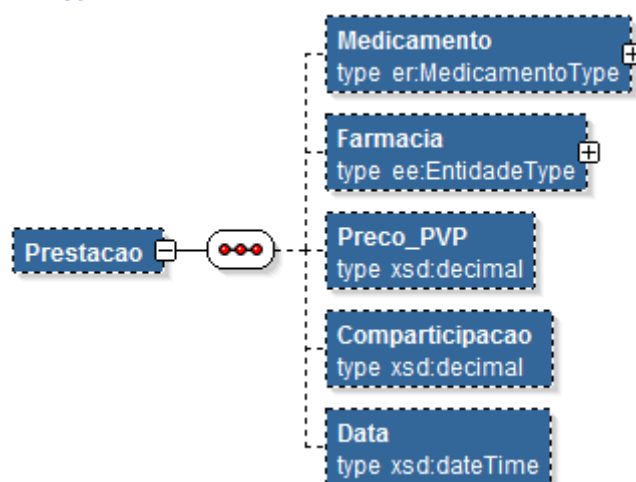 Medicamento
type er:MedicamentoType
Farmacia
type ee:EntidadeType
Prestacao
Preco_PVP
type xsd:decimal
Comparticipacao
type xsd:decimal
Data
type xsd:dateTime